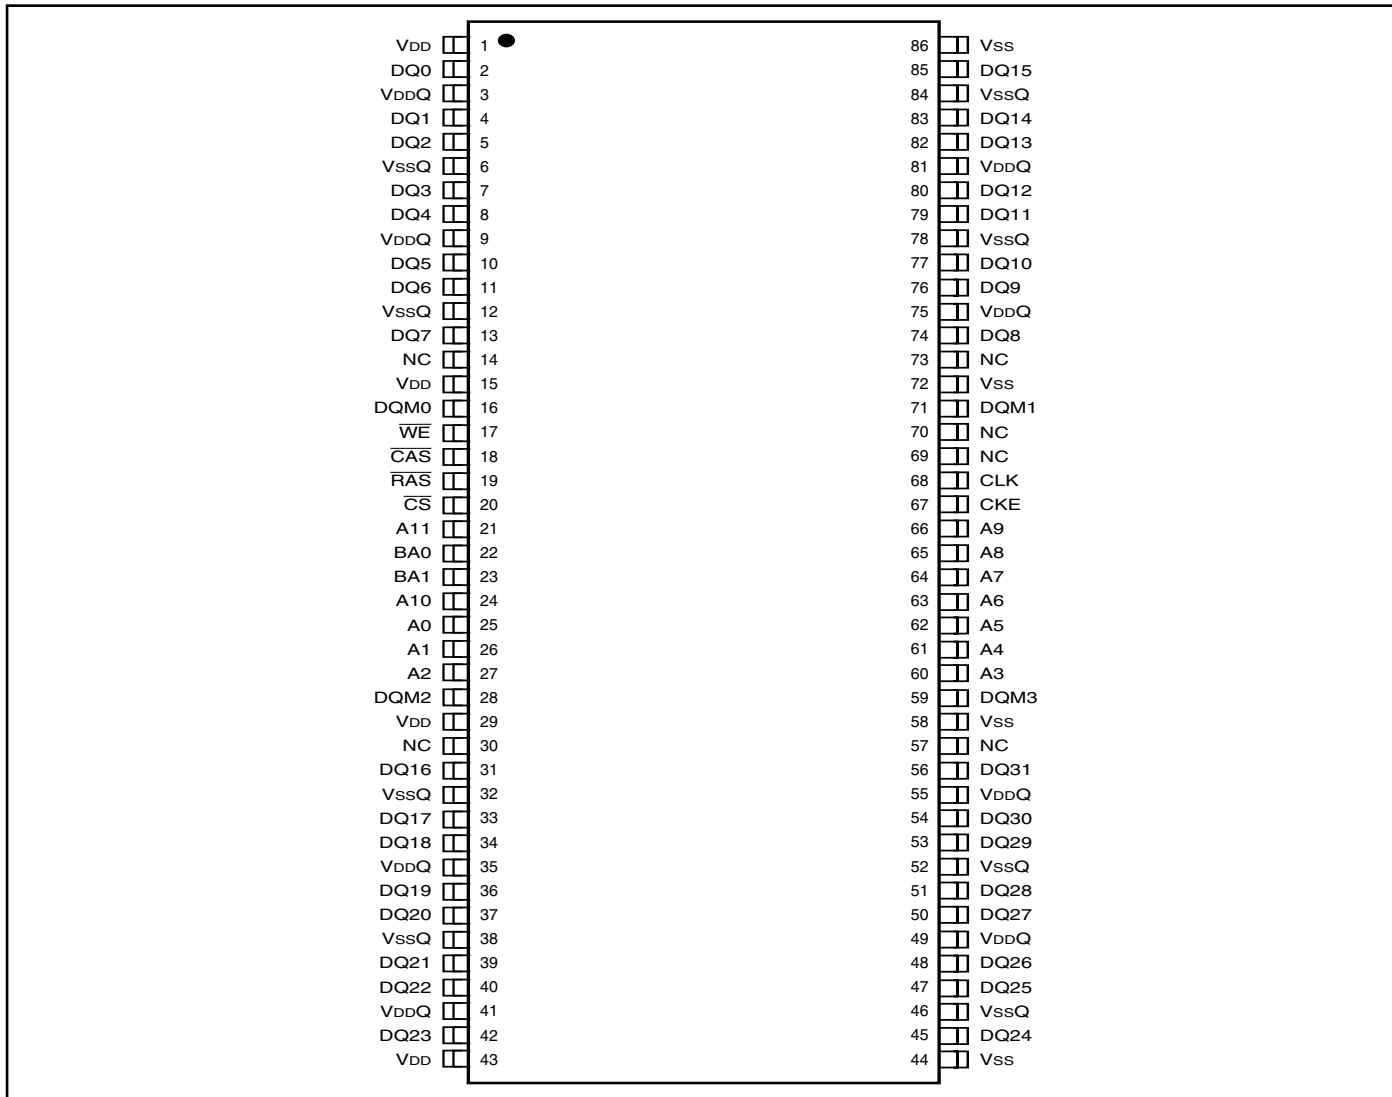 VDD 1 86 VSS
DQ0 2 85 DQ15
VDDQ 3 84 VSSQ
DQ1 4 83 DQ14
DQ2 5 82 DQ13
VSSQ 6 81 VDDQ
DQ3 7 80 DQ12
DQ4 8 79 DQ11
VDDQ 9 78 VSSQ
DQ5 10 77 DQ10
DQ6 11 76 DQ9
VSSQ 12 75 VDDQ
DQ7 13 74 DQ8
NC 14 73 NC
VDD 15 72 VSS
DQM0 16 71 DQM1
W̅E̅ 17 70 NC
C̅A̅S̅ 18 69 NC
R̅A̅S̅ 19 68 CLK
C̅S̅ 20 67 CKE
A11 21 66 A9
BA0 22 65 A8
BA1 23 64 A7
A10 24 63 A6
A0 25 62 A5
A1 26 61 A4
A2 27 60 A3
DQM2 28 59 DQM3
VDD 29 58 VSS
NC 30 57 NC
DQ16 31 56 DQ31
VSSQ 32 55 VDDQ
DQ17 33 54 DQ30
DQ18 34 53 DQ29
VDDQ 35 52 VSSQ
DQ19 36 51 DQ28
DQ20 37 50 DQ27
VSSQ 38 49 VDDQ
DQ21 39 48 DQ26
DQ22 40 47 DQ25
VDDQ 41 46 VSSQ
DQ23 42 45 DQ24
VDD 43 44 VSS